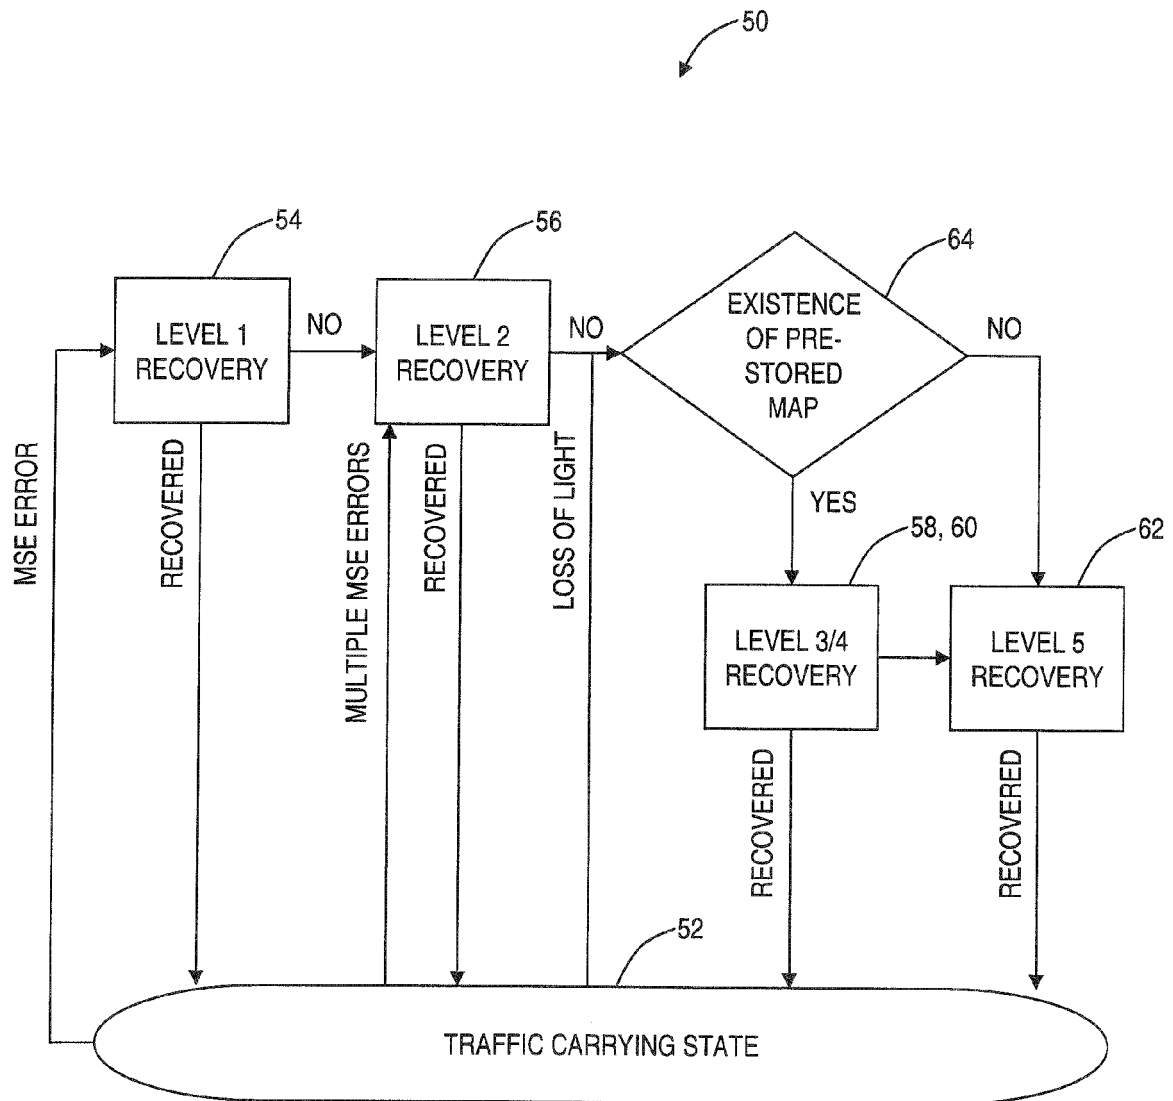 50
54
56
64
LEVEL 1
RECOVERY
NO
LEVEL 2
RECOVERY
NO
EXISTENCE
OF PRE-
STORED
MAP
NO
YES
MSE ERROR
RECOVERED
MULTIPLE MSE ERRORS
RECOVERED
LOSS OF LIGHT
58, 60
62
LEVEL 3/4
RECOVERY
LEVEL 5
RECOVERY
RECOVERED
RECOVERED
52
TRAFFIC CARRYING STATE